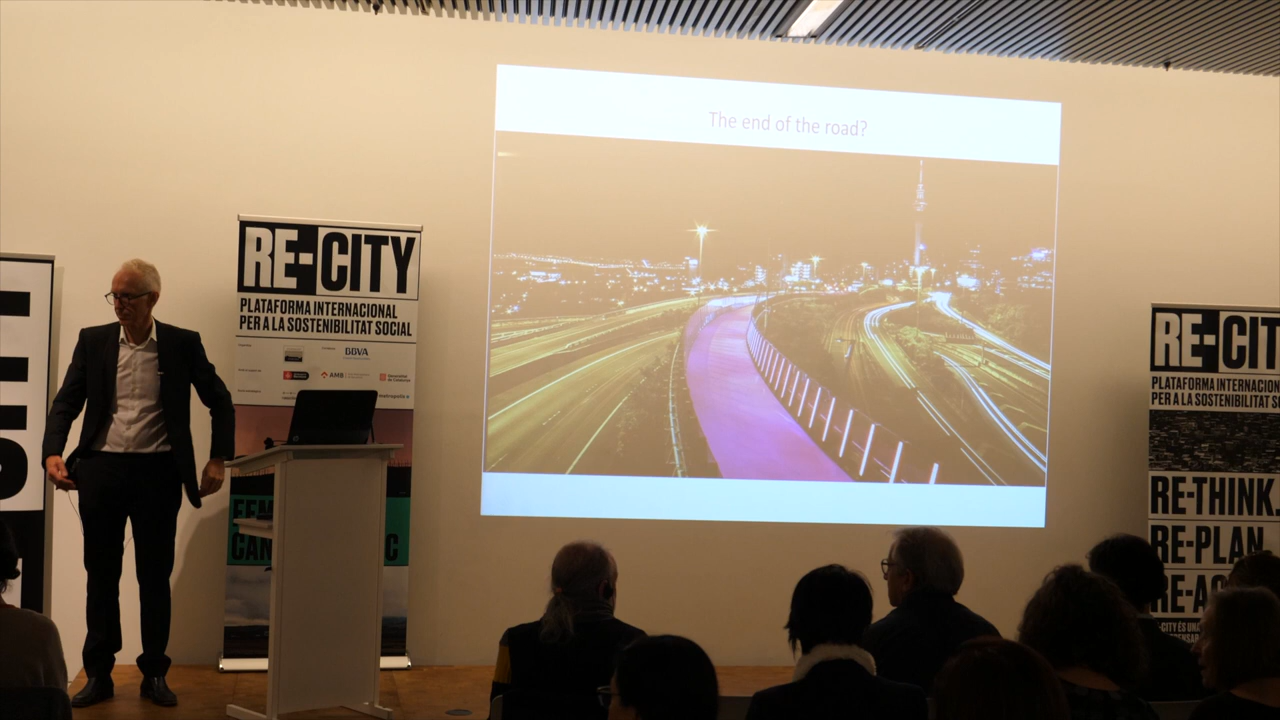 The end of the road?
RE-CITY
PLATAFORMA INTERNACIONAL
PER A LA SOSTENIBILITAT SOCIAL
BBVA
AMB
RE-CIT
PLATAFORMA INTERNACION
PER A LA SOSTENIBILITAT S
RE-THINK.
RE-PLAN